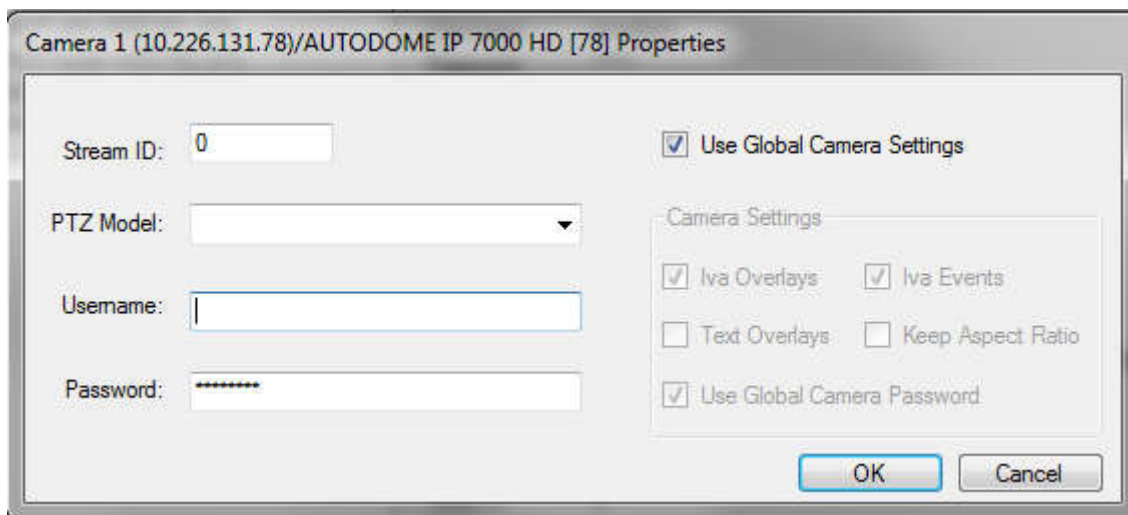 Camera 1 (10.226.131.78)/AUTODOME IP 7000 HD [78] Properties
Stream ID: 0
Use Global Camera Settings
PTZ Model:
Camera Settings
Iva Overlays Iva Events
Username:
Text Overlays Keep Aspect Ratio
Password: ********
Use Global Camera Password
OK Cancel